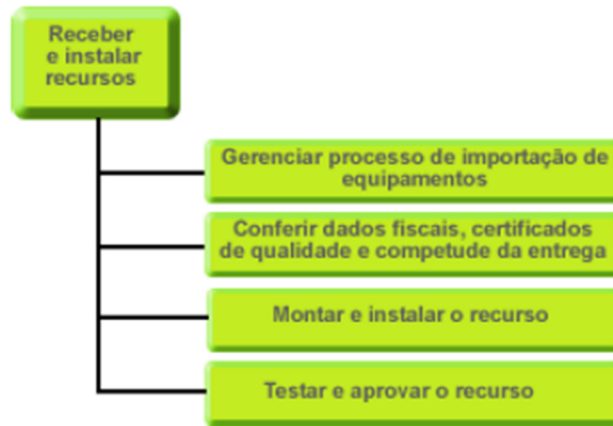 Receber
e instalar
recursos
Gerenciar processo de importação de
equipamentos
Conferir dados fiscais, certificados
de qualidade e competude da entrega
Montar e instalar o recurso
Testar e aprovar o recurso